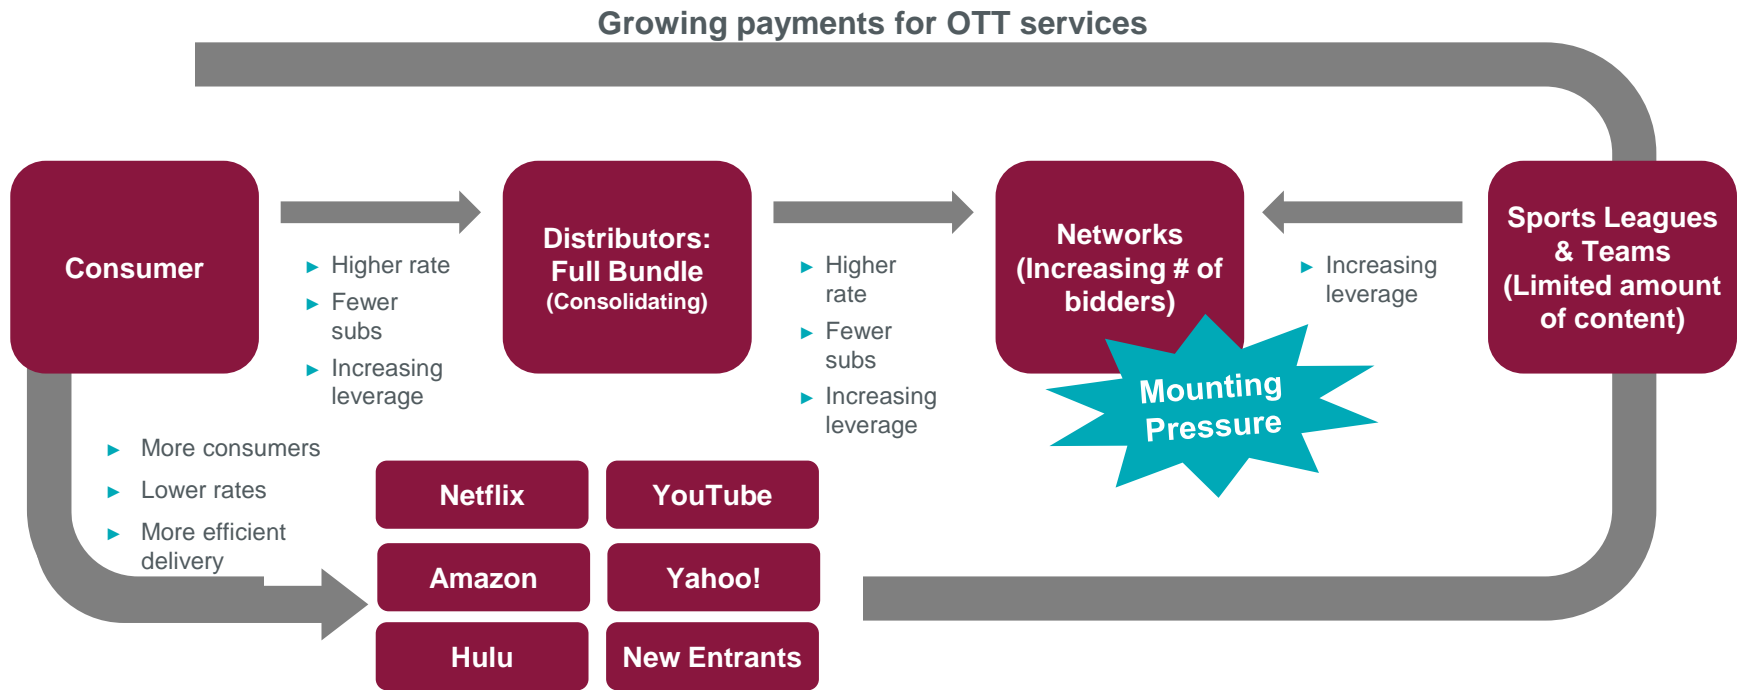 Growing payments for OTT services
Consumer
► Higher rate
► Fewer
subs
► Increasing
leverage
Distributors:
Full Bundle
(Consolidating)
► Higher
rate
► Fewer
subs
► Increasing
leverage
Networks
(Increasing # of
bidders)
Mounting
Pressure
► Increasing
leverage
Sports Leagues
& Teams
(Limited amount
of content)
► More consumers
► Lower rates
► More efficient
delivery
Netflix
YouTube
Amazon
Yahoo!
Hulu
New Entrants